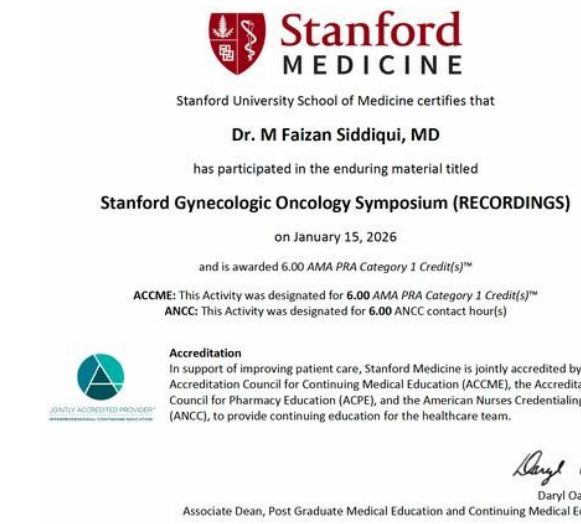 Stanford
MEDICINE
Stanford University School of Medicine certifies that
Dr. M Faizan Siddiqui, MD
has participated in the enduring material titled
Stanford Gynecologic Oncology Symposium (RECORDINGS)
on January 15, 2026
and is awarded 6.00 AMA PRA Category 1 Credit(s)™
ACCME: This Activity was designated for 6.00 AMA PRA Category 1 Credit(s)™
ANCC: This Activity was designated for 6.00 ANCC contact hour(s)
Accreditation
In support of improving patient care, Stanford Medicine is jointly accredited by
Accreditation Council for Continuing Medical Education (ACCME), the Accredita
Council for Pharmacy Education (ACPE), and the American Nurses Credentialing
(ANCC), to provide continuing education for the healthcare team.
JOINTLY ACCREDITED PROVIDER™
INTERPROFESSIONAL CONTINUING EDUCATION
Daryl
Daryl Oa
Associate Dean, Post Graduate Medical Education and Continuing Medical E